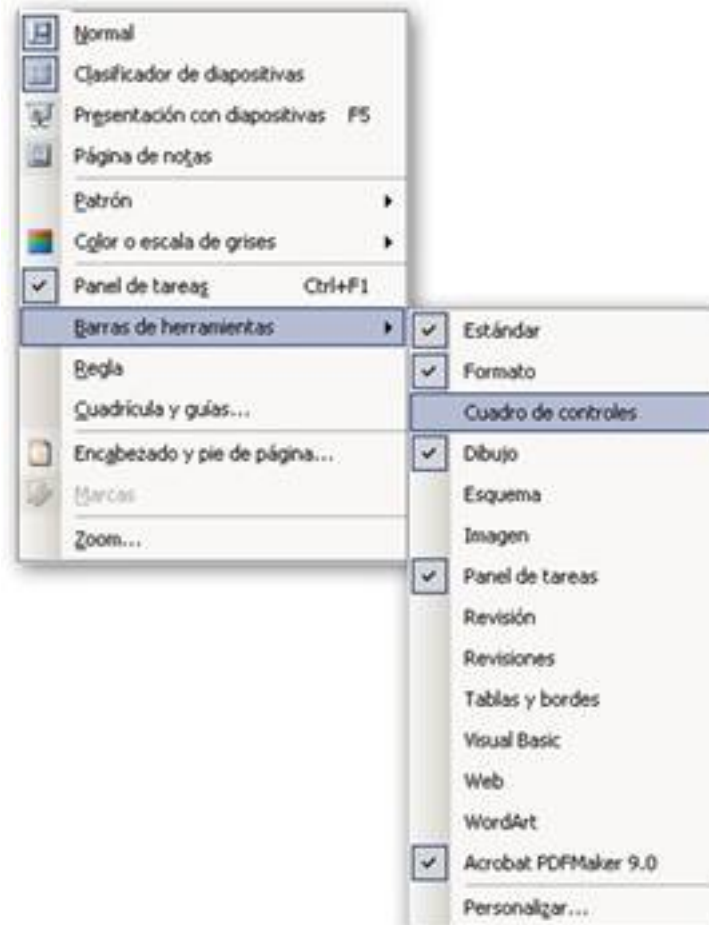 Normal
Clasificador de diapositivas
Presentación con diapositivas F5
Página de notas
Patrón
Color o escala de grises
Panel de tareas Ctrl+F1
Barras de herramientas
Regla
Cuadrícula y guías...
Encabezado y pie de página...
Marcas
Zoom...
Estándar
Formato
Cuadro de controles
Dibujo
Esquema
Imagen
Panel de tareas
Revisión
Revisiones
Tablas y bordes
Visual Basic
Web
WordArt
Acrobat PDFMaker 9.0
Personalizar...